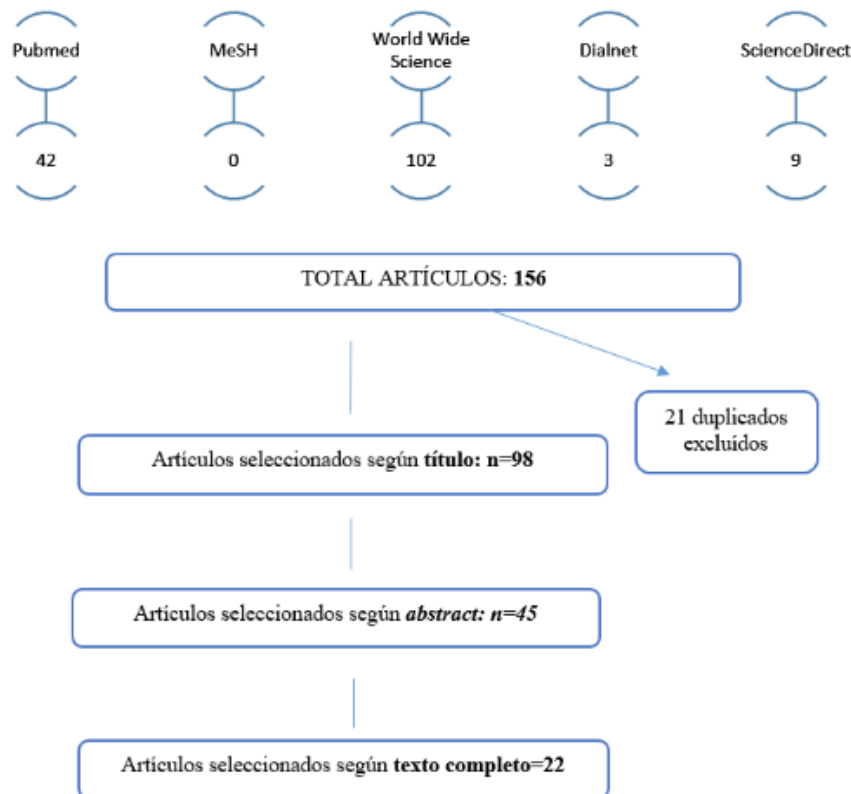 Pubmed
MeSH
World Wide
Science
Dialnet
ScienceDirect
42
0
102
3
9
TOTAL ARTÍCULOS: 156
21 duplicados
excluídos
Artículos seleccionados según título: n=98
Artículos seleccionados según abstract: n=45
Artículos seleccionados según texto completo=22